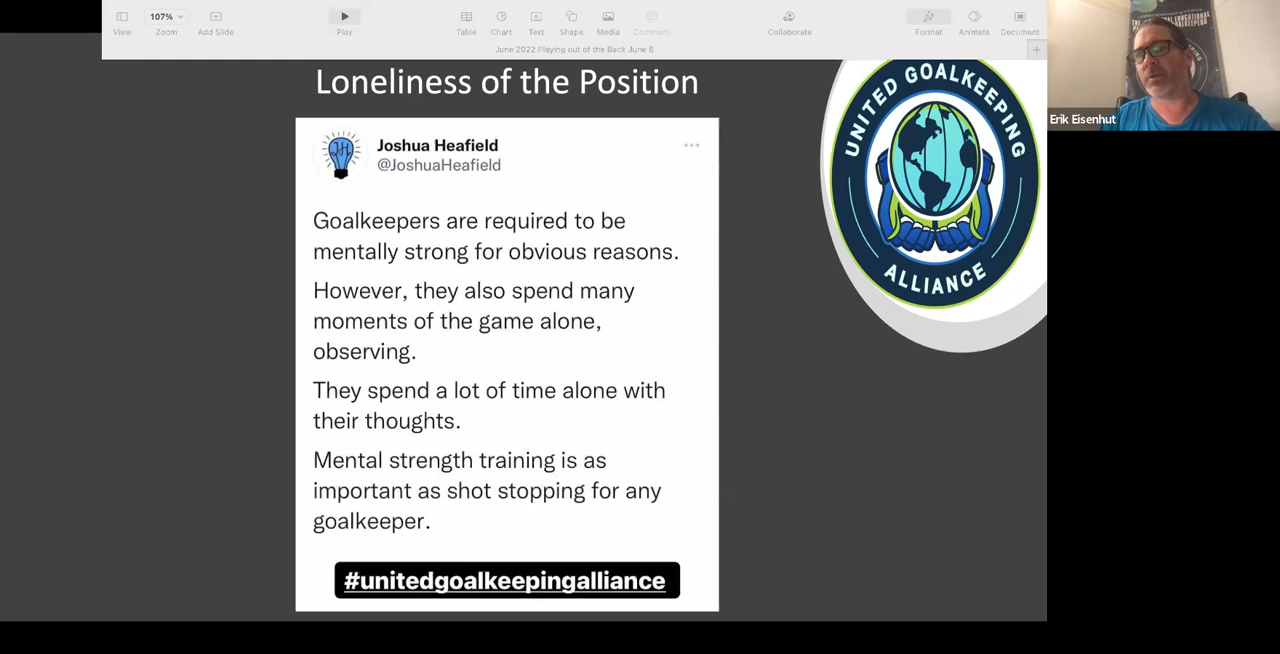 107%
View
Zoom
Add Slide
Play
Table
Chart
Text
Shape
Media
Comment
Collaborate
Format
Animate
Document
June 2022 Playing out of the Back June 6
Loneliness of the Position
Joshua Heafield
@JoshuaHeafield
Goalkeepers are required to be
mentally strong for obvious reasons.
However, they also spend many
moments of the game alone,
observing.
They spend a lot of time alone with
their thoughts.
Mental strength training is as
important as shot stopping for any
goalkeeper.
#unitedgoalkeepingalliance
UNITED GOALKEEPING
ALLIANCE
Erik Eisenhut